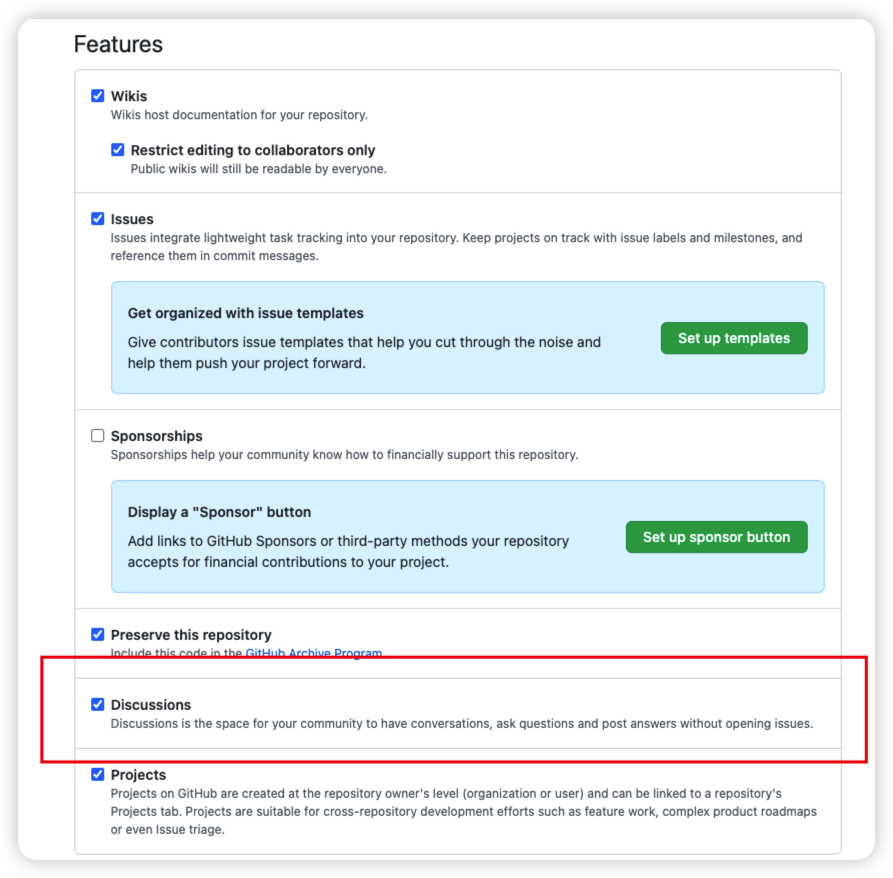 Features
Wikis
Wikis host documentation for your repository.
Restrict editing to collaborators only
Public wikis will still be readable by everyone.
Issues
Issues integrate lightweight task tracking into your repository. Keep projects on track with issue labels and milestones, and
reference them in commit messages.
Get organized with issue templates
Give contributors issue templates that help you cut through the noise and
help them push your project forward.
Set up templates
Sponsorships
Sponsorships help your community know how to financially support this repository.
Display a "Sponsor" button
Add links to GitHub Sponsors or third-party methods your repository
accepts for financial contributions to your project.
Set up sponsor button
Preserve this repository
Include this code in the GitHub Archive Program.
Discussions
Discussions is the space for your community to have conversations, ask questions and post answers without opening issues.
Projects
Projects on GitHub are created at the repository owner's level (organization or user) and can be linked to a repository's
Projects tab. Projects are suitable for cross-repository development efforts such as feature work, complex product roadmaps
or even Issue triage.